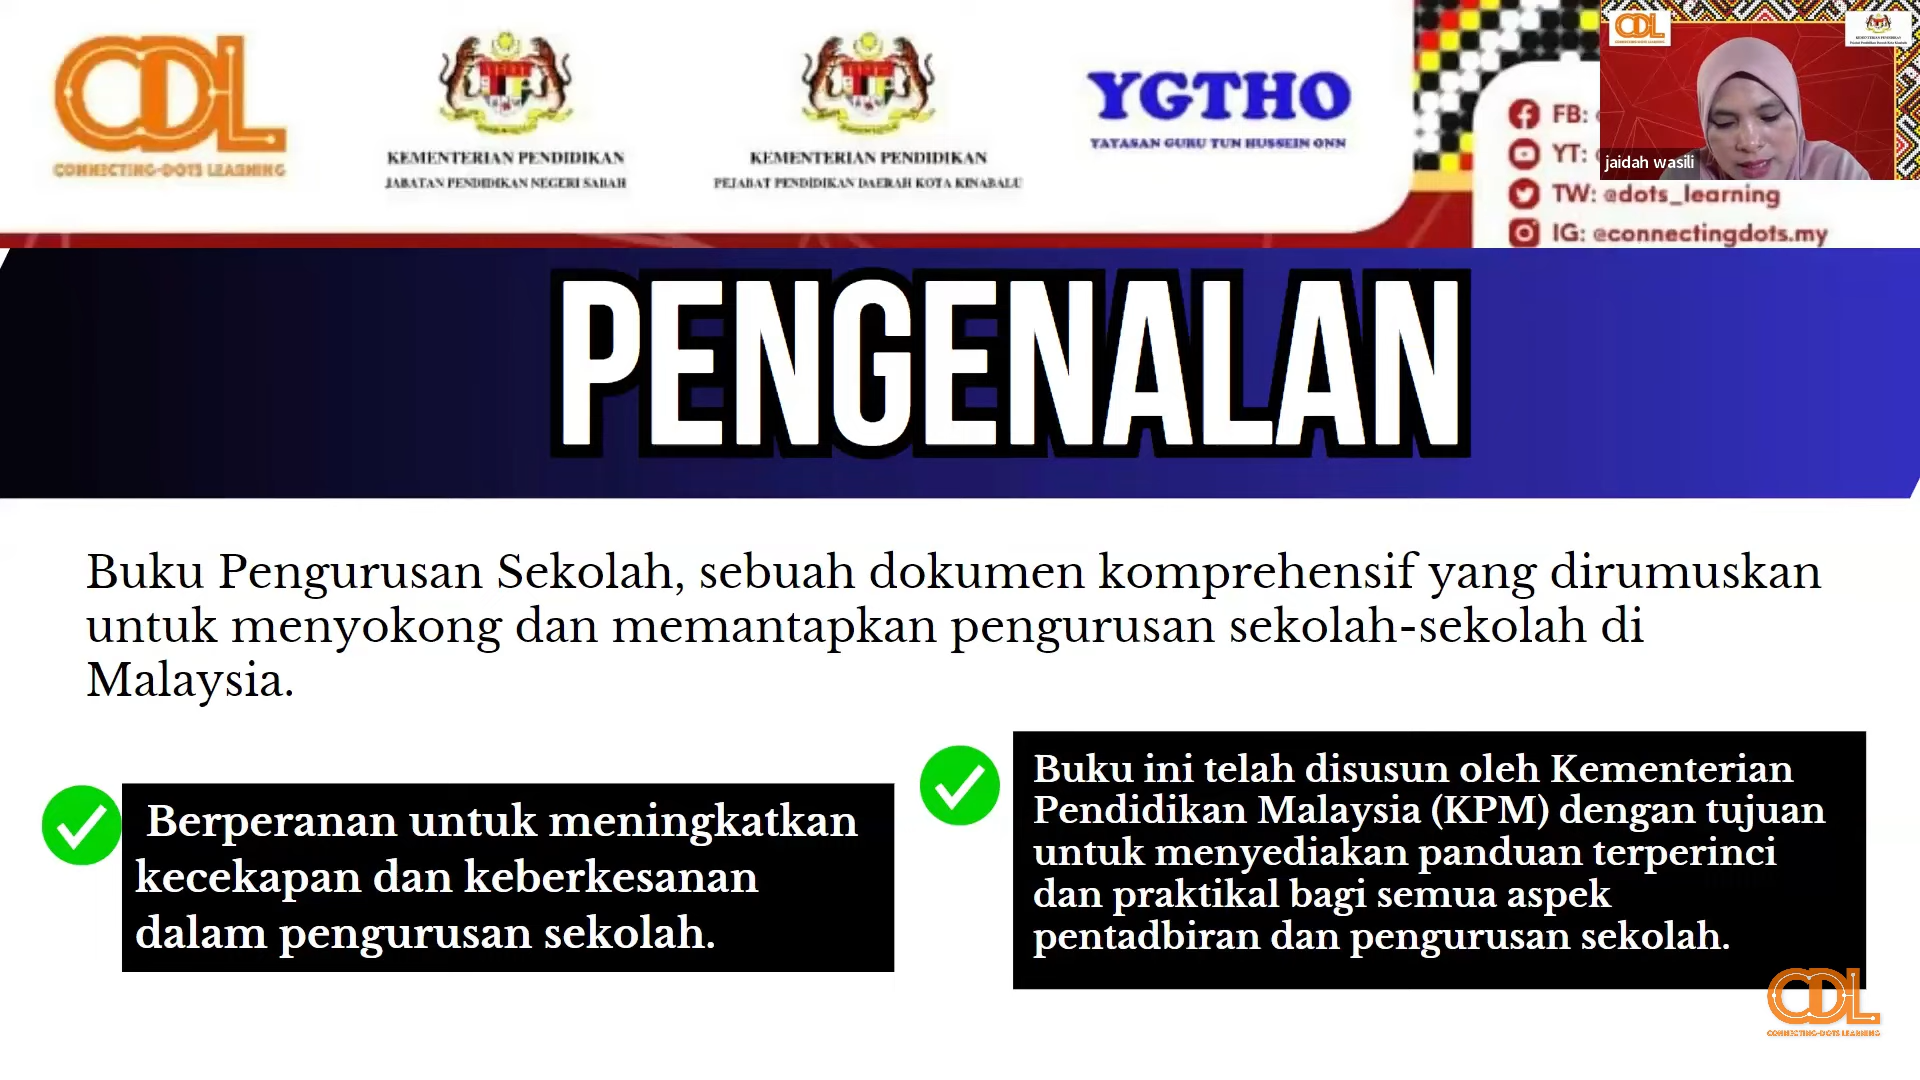 CDL
CONNECTING-DOTS LEARNING
KEMENTERIAN PENDIDIKAN
JABATAN PENDIDIKAN NEGERI SABAH
KEMENTERIAN PENDIDIKAN
PEJABAT PENDIDIKAN DAERAH KOTA KINABALU
YGTHO
YAYASAN GURU TUN HUSSEIN ONN
FB:
YT:
TW: @dots_learning
IG: @connectingdots.my
CDL
jaidah wasili
PENGENALAN
Buku Pengurusan Sekolah, sebuah dokumen komprehensif yang dirumuskan
untuk menyokong dan memantapkan pengurusan sekolah-sekolah di
Malaysia.
Berperanan untuk meningkatkan
kecekapan dan keberkesanan
dalam pengurusan sekolah.
Buku ini telah disusun oleh Kementerian
Pendidikan Malaysia (KPM) dengan tujuan
untuk menyediakan panduan terperinci
dan praktikal bagi semua aspek
pentadbiran dan pengurusan sekolah.
CDL
CONNECTING-DOTS LEARNING